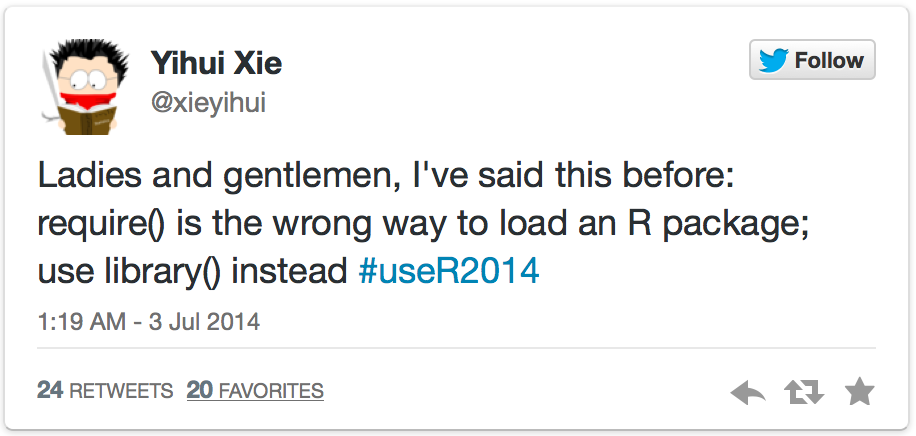 Yihui Xie
@xieyihui
Follow
Ladies and gentlemen, I've said this before:
require() is the wrong way to load an R package;
use library() instead #useR2014
1:19 AM - 3 Jul 2014
24 RETWEETS 20 FAVORITES